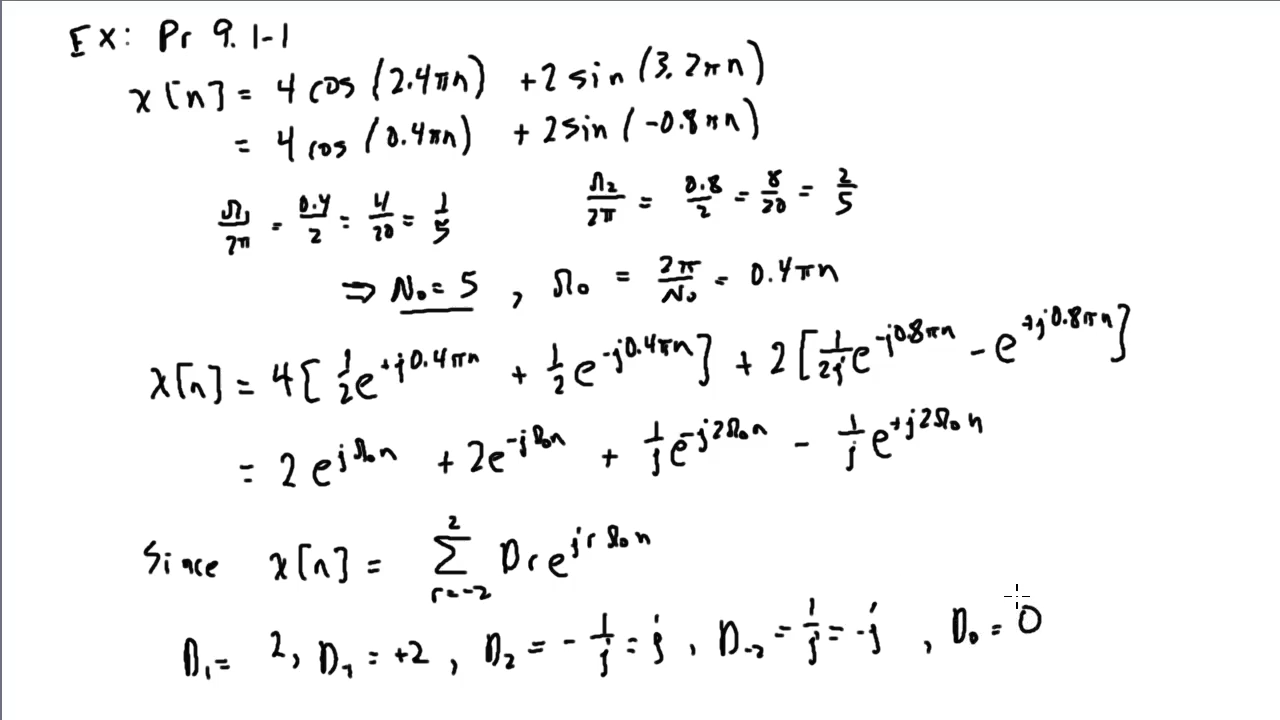 Ex: Pr 9.1-1
x[n] = 4 cos (2.4πn) + 2 sin (3.2πn)
= 4 cos (0.4πn) + 2 sin (-0.8πn)
Ω₁/2π = 0.4/2 = 4/20 = 1/5    Ω₂/2π = 0.8/2 = 8/20 = 2/5
⇒ N₀ = 5 , Ω₀ = 2π/N₀ = 0.4πn
x[n] = 4 [ 1/2 e^{+j0.4πn} + 1/2 e^{-j0.4πn} ] + 2 [ 1/2j e^{-j0.8πn} - e^{+j0.8πn} ]
= 2 e^{jΩ₀n} + 2 e^{-jΩ₀n} + 1/j e^{-j2Ω₀n} - 1/j e^{+j2Ω₀n}
Since x[n] = ∑_{r=-2}^{2} D_r e^{jrΩ₀n}
D₁ = 2, D₋₁ = +2, D₂ = - 1/j = j, D₋₂ = 1/j = -j , D₀ = 0